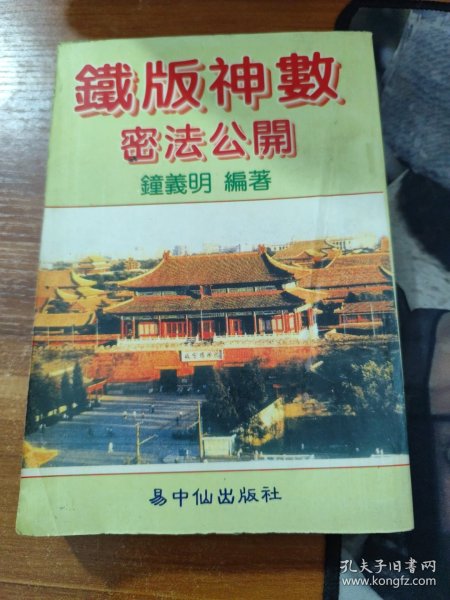 鐵版神數
密法公開
鐘義明 編著
易中仙出版社
孔夫子旧书网
www.kongfz.com